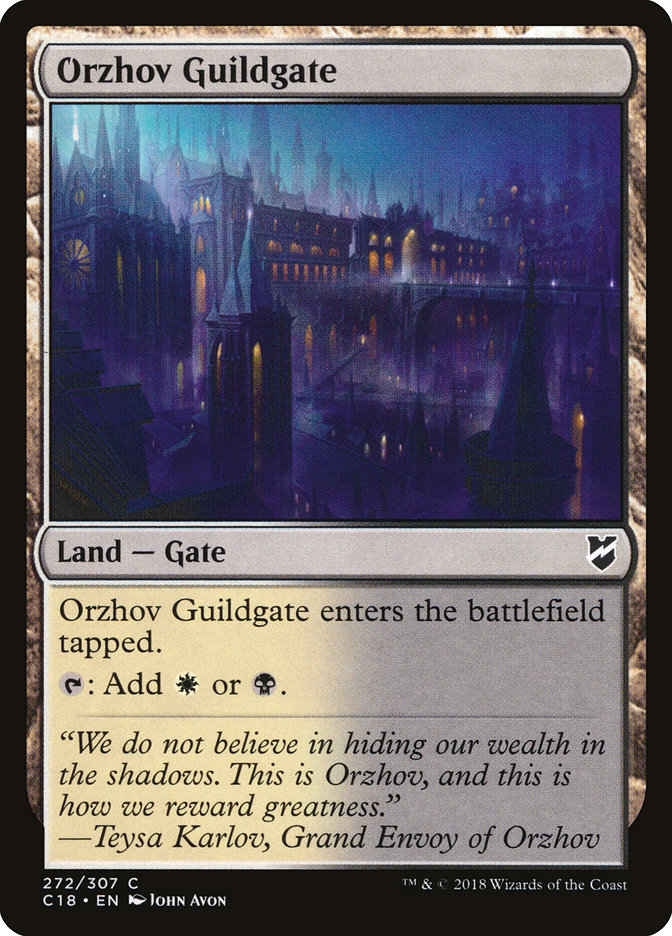 Orzhov Guildgate
Land — Gate
Orzhov Guildgate enters the battlefield
tapped.
: Add or .
“We do not believe in hiding our wealth in
the shadows. This is Orzhov, and this is
how we reward greatness.”
—Teysa Karlov, Grand Envoy of Orzhov
272/307 C
™ & © 2018 Wizards of the Coast
C18 • EN John Avon